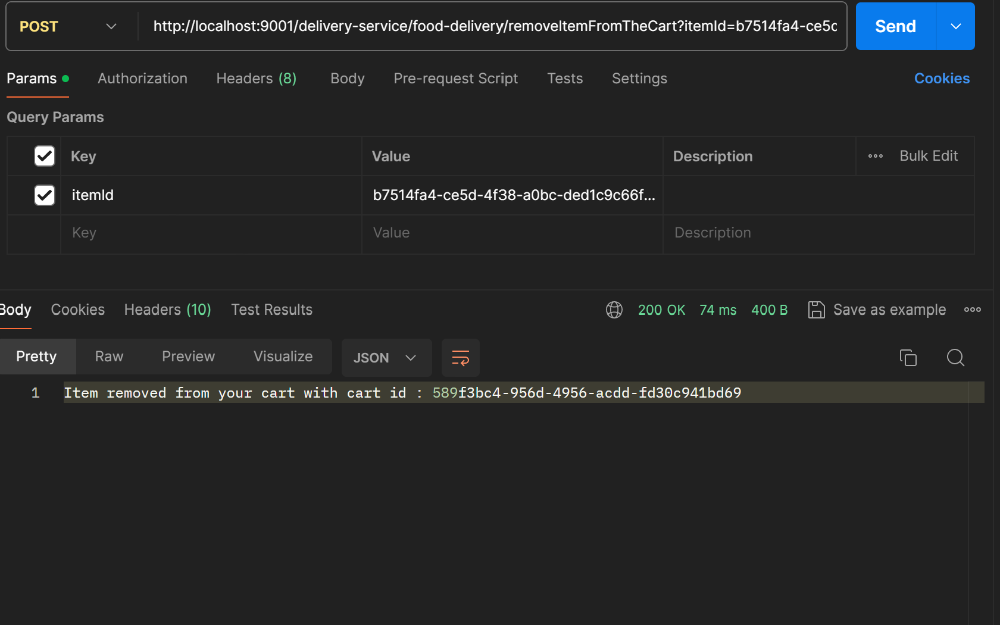 POST http://localhost:9001/delivery-service/food-delivery/removeItemFromTheCart?itemId=b7514fa4-ce5c Send
Params Authorization Headers (8) Body Pre-request Script Tests Settings Cookies
Query Params
Key Value Description Bulk Edit
itemId b7514fa4-ce5d-4f38-a0bc-ded1c9c66f...
Key Value Description
Body Cookies Headers (10) Test Results 200 OK 74 ms 400 B Save as example
Pretty Raw Preview Visualize JSON
1 Item removed from your cart with cart id : 589f3bc4-956d-4956-acdd-fd30c941bd69